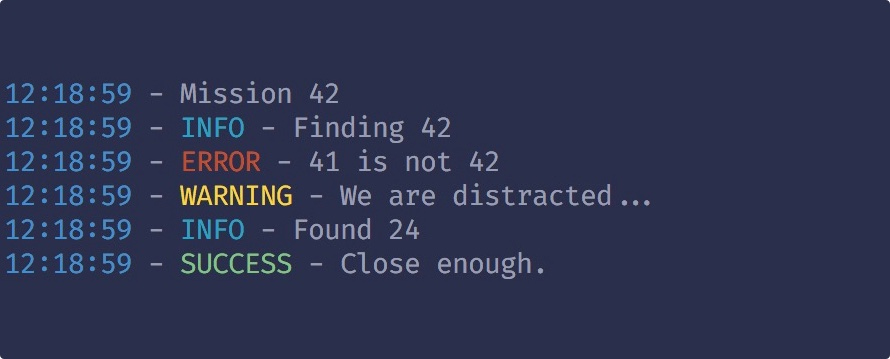 12:18:59 - Mission 42
12:18:59 - INFO - Finding 42
12:18:59 - ERROR - 41 is not 42
12:18:59 - WARNING - We are distracted...
12:18:59 - INFO - Found 24
12:18:59 - SUCCESS - Close enough.